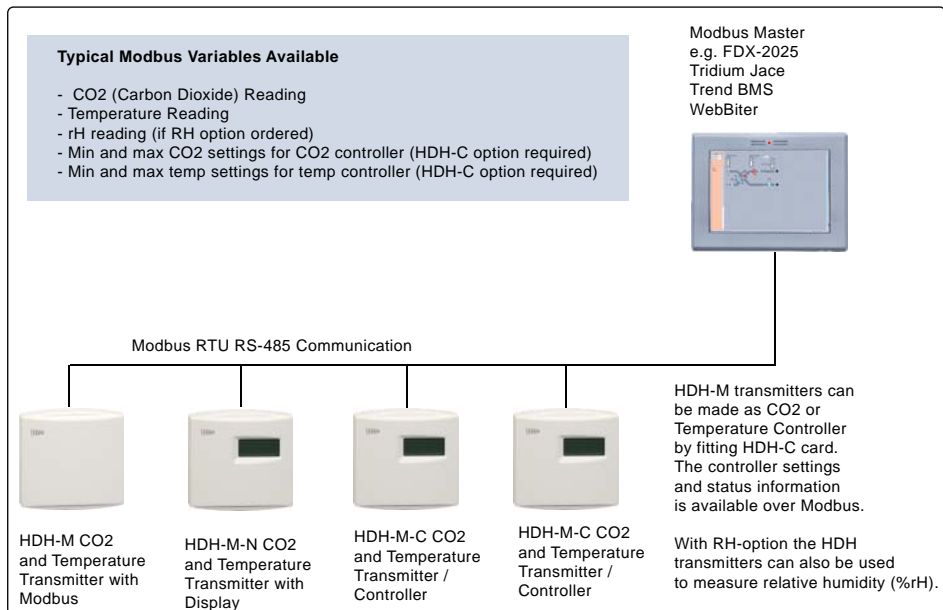 Typical Modbus Variables Available
- CO2 (Carbon Dioxide) Reading
- Temperature Reading
- rH reading (if RH option ordered)
- Min and max CO2 settings for CO2 controller (HDH-C option required)
- Min and max temp settings for temp controller (HDH-C option required)
Modbus Master
e.g. FDX-2025
Tridium Jace
Trend BMS
WebBiter
Modbus RTU RS-485 Communication
HDH-M CO2
and Temperature
Transmitter with
Modbus
HDH-M-N CO2
and Temperature
Transmitter with
Display
HDH-M-C CO2
and Temperature
Transmitter /
Controller
HDH-M-C CO2
and Temperature
Transmitter /
Controller
HDH-M transmitters can
be made as CO2 or
Temperature Controller
by fitting HDH-C card.
The controller settings
and status information
is available over Modbus.
With RH-option the HDH
transmitters can also be used
to measure relative humidity (%rH).